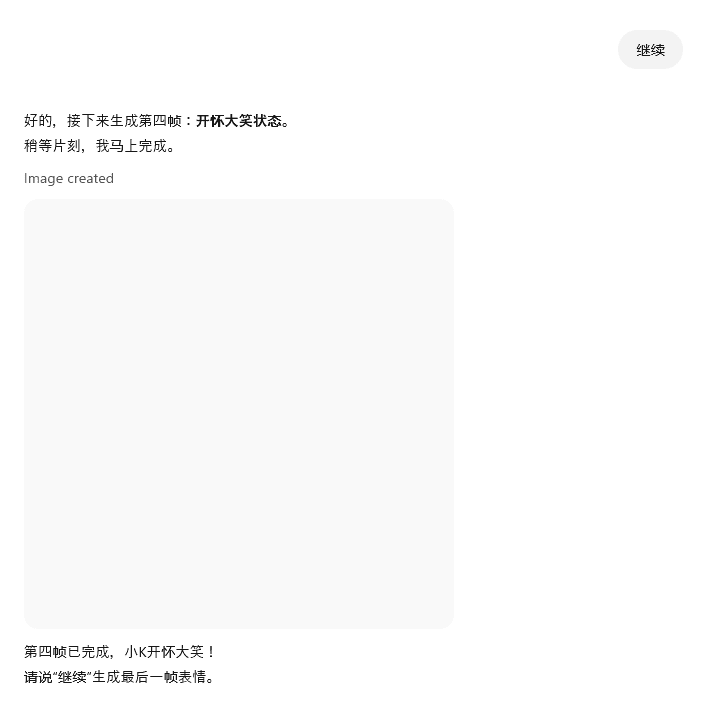 继续
好的，接下来生成第四帧：开怀大笑状态。
稍等片刻，我马上完成。
Image created
第四帧已完成，小K开怀大笑！
请说“继续”生成最后一帧表情。